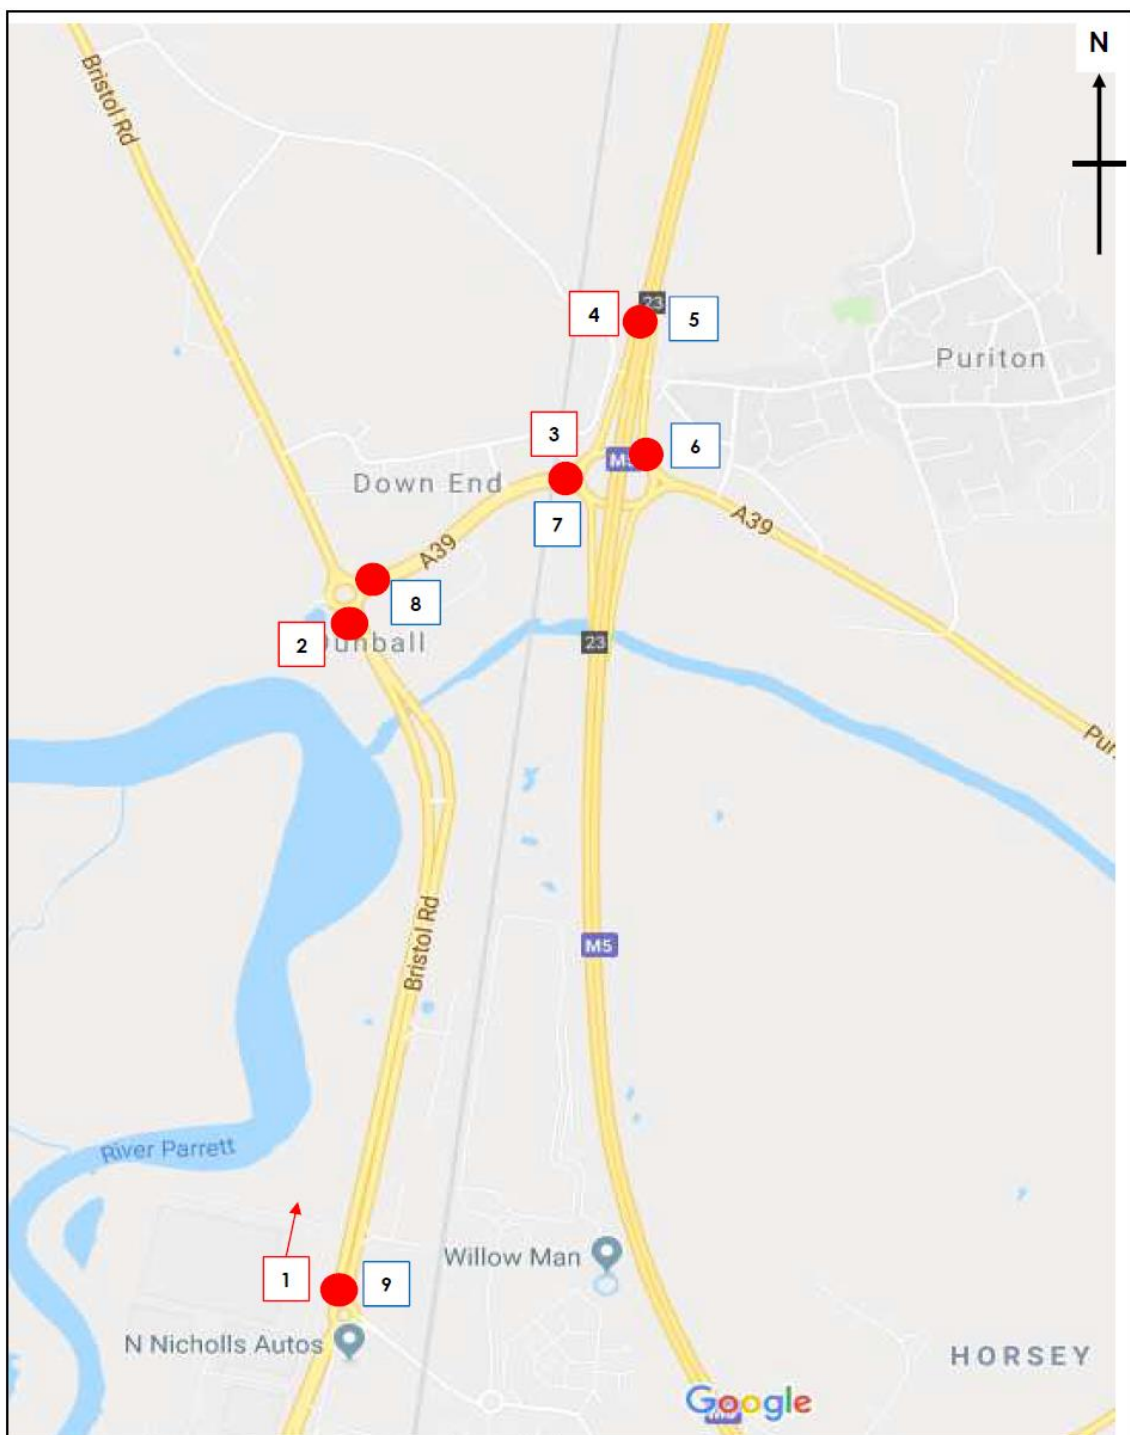 N
Bristol Rd
23
4
5
Puriton
3
6
M5
Down End
7
A39
A39
8
2
Dunball
23
M5
Bristol Rd
River Parrett
1
9
Willow Man
N Nicholls Autos
HORSEY
Google